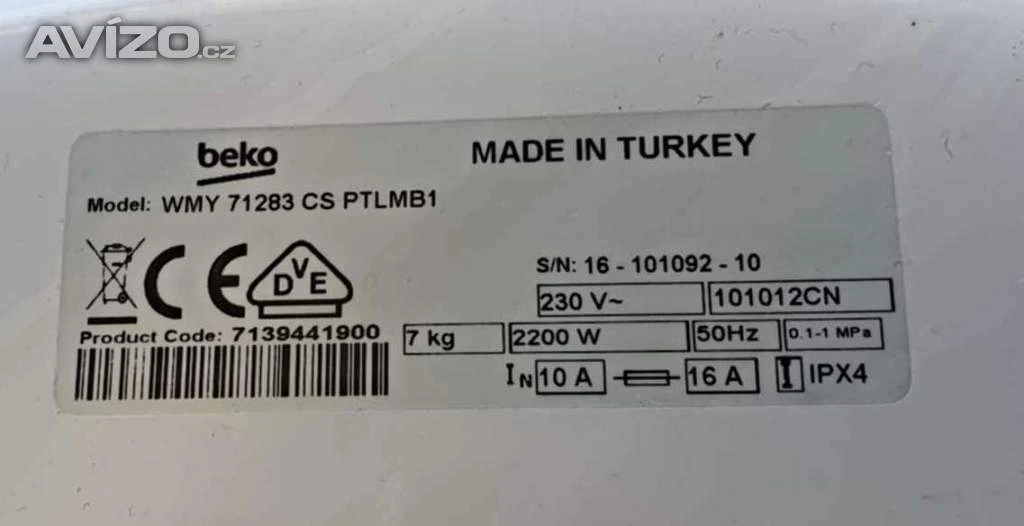 AVÍZO.cz
beko
MADE IN TURKEY
Model: WMY 71283 CS PTLMB1
CE DVE
S/N: 16 - 101092 - 10
230 V~ 101012CN
Product Code: 7139441900
7 kg 2200 W 50Hz 0.1-1 MPa
IN 10 A 16 A I IPX4